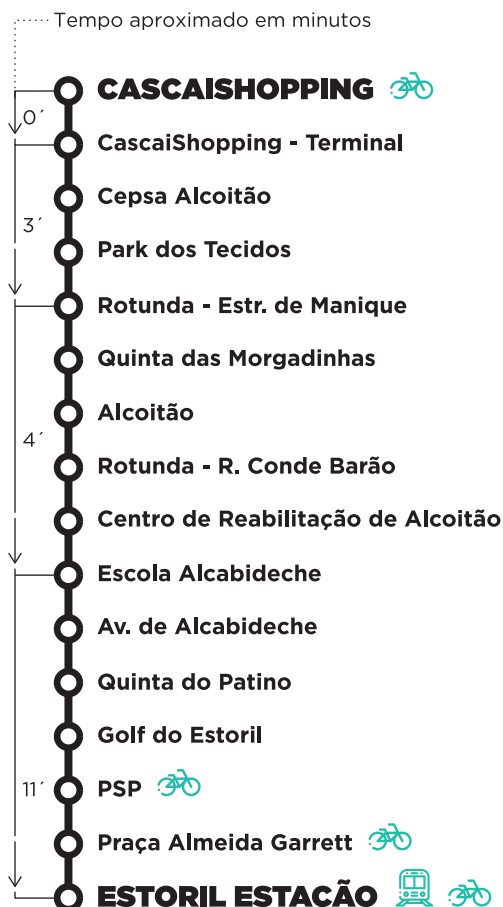 Tempo aproximado em minutos
CASCAISHOPPING
0´
CascaiShopping - Terminal
Cepsa Alcoitão
3´
Park dos Tecidos
Rotunda - Estr. de Manique
Quinta das Morgadinhas
Alcoitão
4´
Rotunda - R. Conde Barão
Centro de Reabilitação de Alcoitão
Escola Alcabideche
Av. de Alcabideche
Quinta do Patino
Golf do Estoril
11´
PSP
Praça Almeida Garrett
ESTORIL ESTAÇÃO